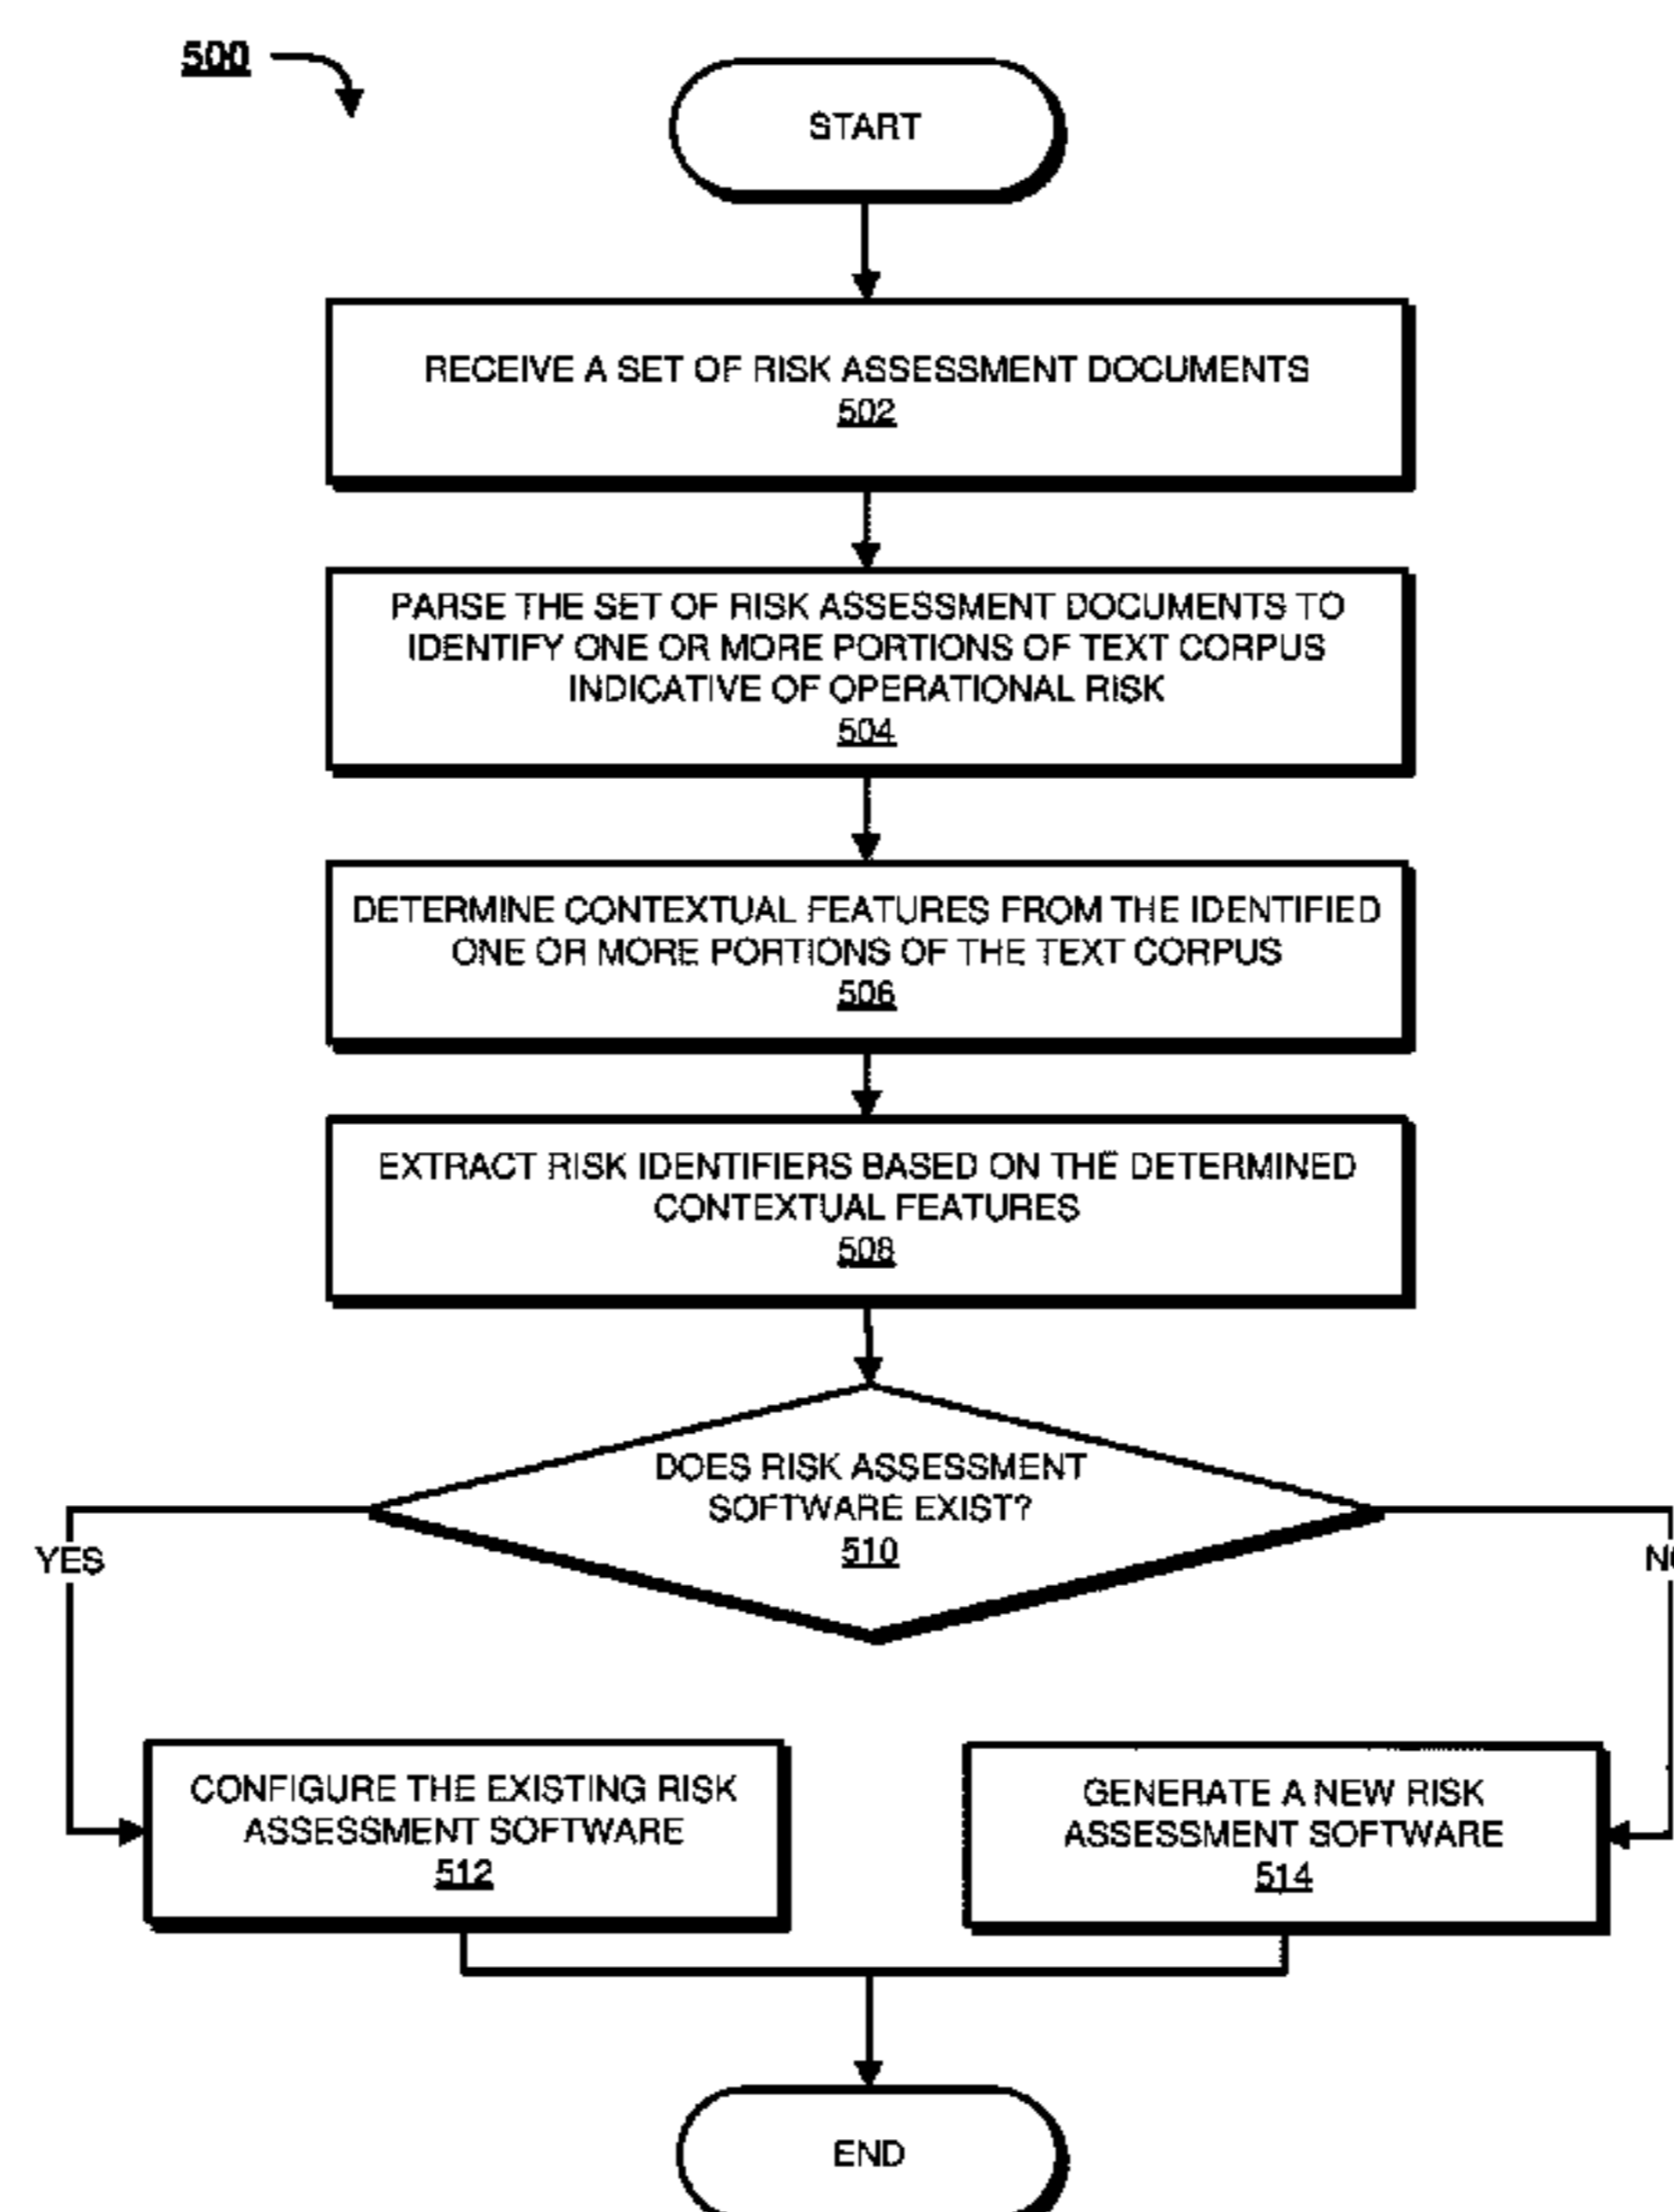 500
START
RECEIVE A SET OF RISK ASSESSMENT DOCUMENTS
502
PARSE THE SET OF RISK ASSESSMENT DOCUMENTS TO
IDENTIFY ONE OR MORE PORTIONS OF TEXT CORPUS
INDICATIVE OF OPERATIONAL RISK
504
DETERMINE CONTEXTUAL FEATURES FROM THE IDENTIFIED
ONE OR MORE PORTIONS OF THE TEXT CORPUS
506
EXTRACT RISK IDENTIFIERS BASED ON THE DETERMINED
CONTEXTUAL FEATURES
508
DOES RISK ASSESSMENT
SOFTWARE EXIST?
510
YES
CONFIGURE THE EXISTING RISK
ASSESSMENT SOFTWARE
512
GENERATE A NEW RISK
ASSESSMENT SOFTWARE
514
END